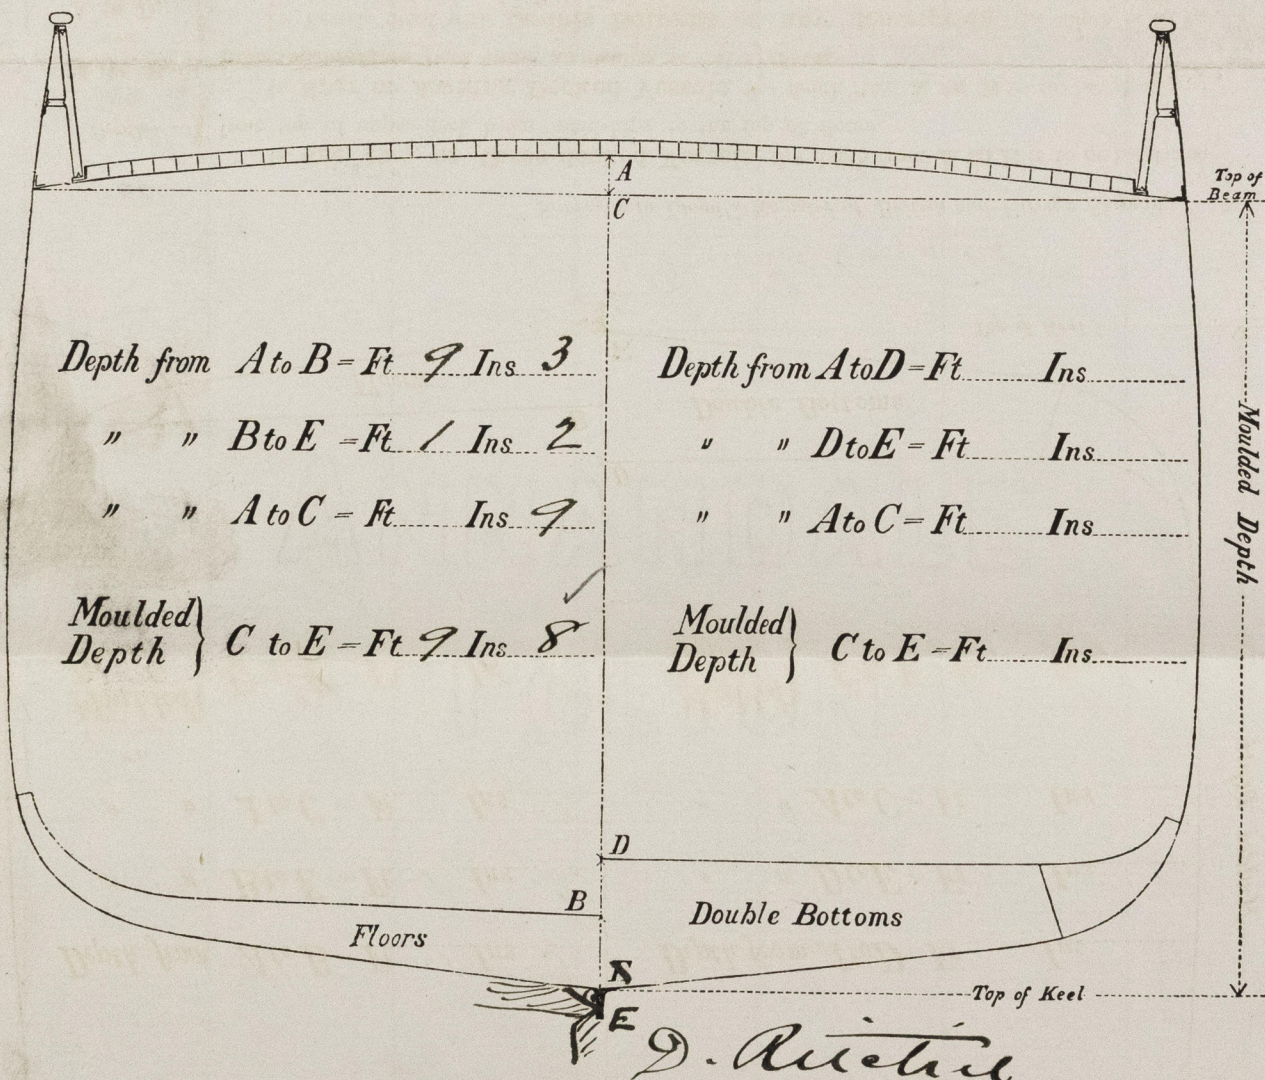 A
Top of
Beam
C
Depth from A to B = Ft 9 Ins 3
" " B to E = Ft 1 Ins 2
" " A to C = Ft Ins 9
Moulded
Depth } C to E = Ft 9 Ins 8
Depth from A to D = Ft Ins
" " D to E = Ft Ins
" " A to C = Ft Ins
Moulded
Depth } C to E = Ft Ins
Moulded Depth
D
B
Double Bottoms
Floors
Top of Keel
E
D. Ritchie